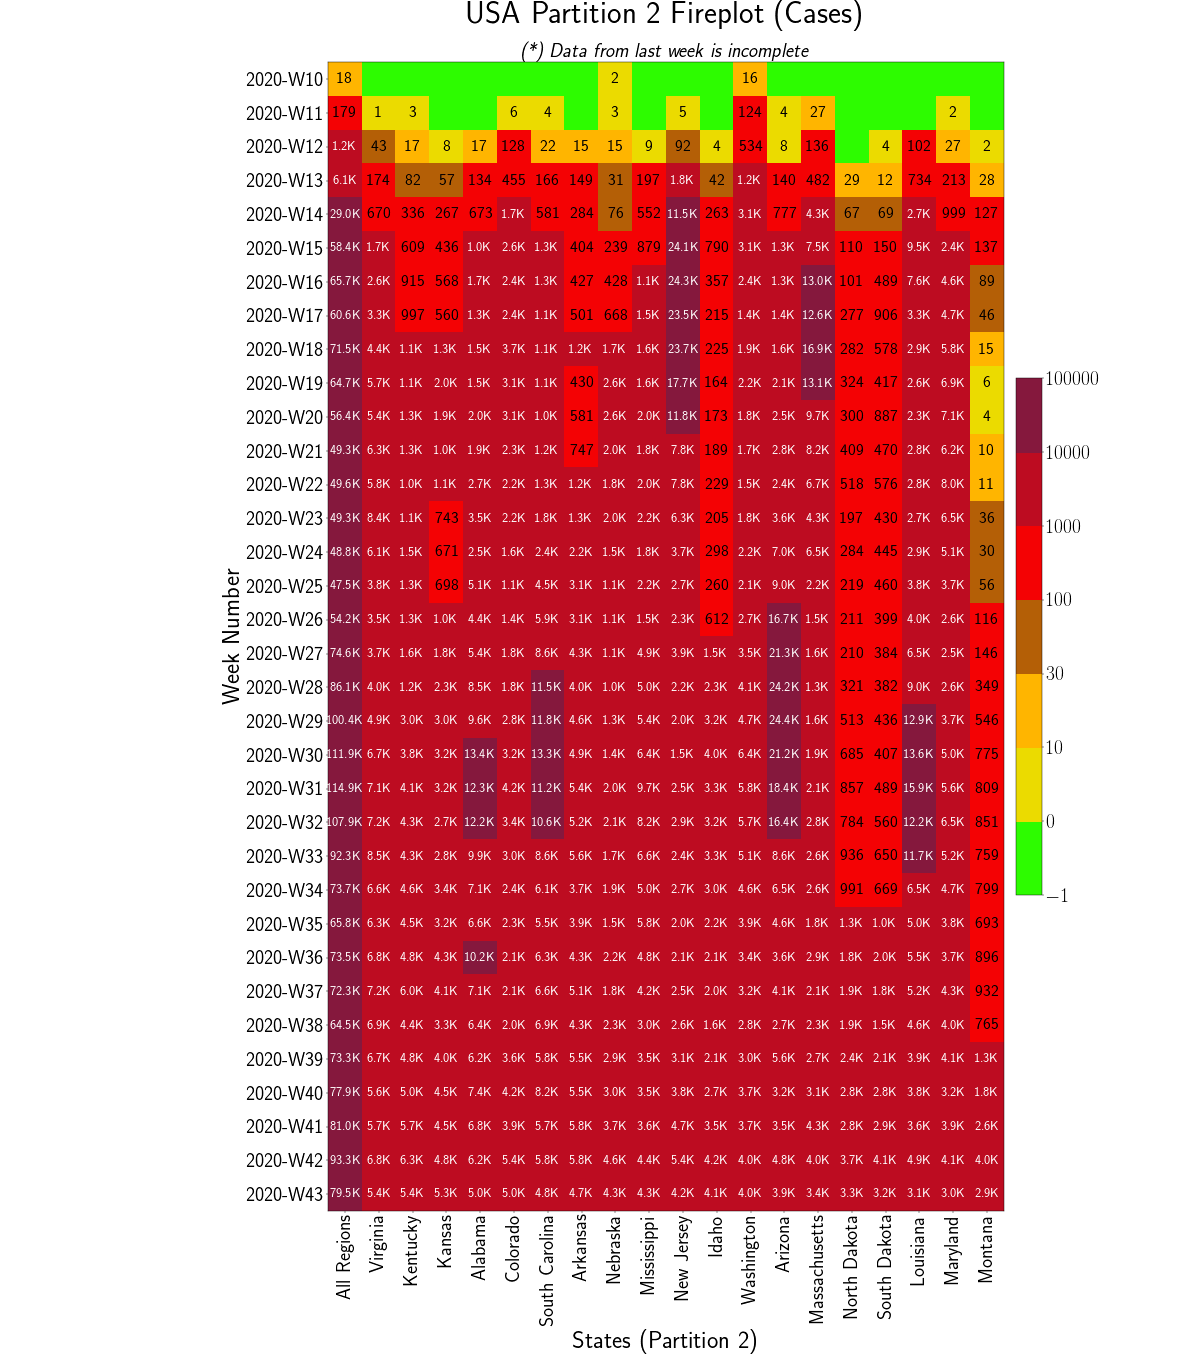 USA Partition 2 Fireplot (Cases)
(*) Data from last week is incomplete
2020-W10 18 2 16
2020-W11 179 1 3 6 4 3 5 124 4 27 2
2020-W12 1.2K 43 17 8 17 128 22 15 15 9 92 4 534 8 136 4 102 27 2
2020-W13 6.1K 174 82 57 134 455 166 149 31 197 1.8K 42 1.2K 140 482 29 12 734 213 28
2020-W14 29.0K 670 336 267 673 1.7K 581 284 76 552 11.5K 263 3.1K 777 4.3K 67 69 2.7K 999 127
2020-W15 58.4K 1.7K 609 436 1.0K 2.6K 1.3K 404 239 879 24.1K 790 3.1K 1.3K 7.5K 110 150 9.5K 2.4K 137
2020-W16 65.7K 2.6K 915 568 1.7K 2.4K 1.3K 427 428 1.1K 24.3K 357 2.4K 1.3K 13.0K 101 489 7.6K 4.6K 89
2020-W17 60.6K 3.3K 997 560 1.3K 2.4K 1.1K 501 668 1.5K 23.5K 215 1.4K 1.4K 12.6K 277 906 3.3K 4.7K 46
2020-W18 71.5K 4.4K 1.1K 1.3K 1.5K 3.7K 1.1K 1.2K 1.7K 1.6K 23.7K 225 1.9K 1.6K 16.9K 282 578 2.9K 5.8K 15
2020-W19 64.7K 5.7K 1.1K 2.0K 1.5K 3.1K 1.1K 430 2.6K 1.6K 17.7K 164 2.2K 2.1K 13.1K 324 417 2.6K 6.9K 6
2020-W20 56.4K 5.4K 1.3K 1.9K 2.0K 3.1K 1.0K 581 2.6K 2.0K 11.8K 173 1.8K 2.5K 9.7K 300 887 2.3K 7.1K 4
2020-W21 49.3K 6.3K 1.3K 1.0K 1.9K 2.3K 1.2K 747 2.0K 1.8K 7.8K 189 1.7K 2.8K 8.2K 409 470 2.8K 6.2K 10
2020-W22 49.6K 5.8K 1.0K 1.1K 2.7K 2.2K 1.3K 1.2K 1.8K 2.0K 7.8K 229 1.5K 2.4K 6.7K 518 576 2.8K 8.0K 11
2020-W23 49.3K 8.4K 1.1K 743 3.5K 2.2K 1.8K 1.3K 2.0K 2.2K 6.3K 205 1.8K 3.6K 4.3K 197 430 2.7K 6.5K 36
2020-W24 48.8K 6.1K 1.5K 671 2.5K 1.6K 2.4K 2.2K 1.5K 1.8K 3.7K 298 2.2K 7.0K 6.5K 284 445 2.9K 5.1K 30
2020-W25 47.5K 3.8K 1.3K 698 5.1K 1.1K 4.5K 3.1K 1.1K 2.2K 2.7K 260 2.1K 9.0K 2.2K 219 460 3.8K 3.7K 56
2020-W26 54.2K 3.5K 1.3K 1.0K 4.4K 1.4K 5.9K 3.1K 1.1K 1.5K 2.3K 612 2.7K 16.7K 1.5K 211 399 4.0K 2.6K 116
2020-W27 74.6K 3.7K 1.6K 1.8K 5.4K 1.8K 8.6K 4.3K 1.1K 4.9K 3.9K 1.5K 3.5K 21.3K 1.6K 210 384 6.5K 2.5K 146
2020-W28 86.1K 4.0K 1.2K 2.3K 8.5K 1.8K 11.5K 4.0K 1.0K 5.0K 2.2K 2.3K 4.1K 24.2K 1.3K 321 382 9.0K 2.6K 349
2020-W29 100.4K 4.9K 3.0K 3.0K 9.6K 2.8K 11.8K 4.6K 1.3K 5.4K 2.0K 3.2K 4.7K 24.4K 1.6K 513 436 12.9K 3.7K 546
2020-W30 111.9K 6.7K 3.8K 3.2K 13.4K 3.2K 13.3K 4.9K 1.4K 6.4K 1.5K 4.0K 6.4K 21.2K 1.9K 685 407 13.6K 5.0K 775
2020-W31 114.9K 7.1K 4.1K 3.2K 12.3K 4.2K 11.2K 5.4K 2.0K 9.7K 2.5K 3.3K 5.8K 18.4K 2.1K 857 489 15.9K 5.6K 809
2020-W32 107.9K 7.2K 4.3K 2.7K 12.2K 3.4K 10.6K 5.2K 2.1K 8.2K 2.9K 3.2K 5.7K 16.4K 2.8K 784 560 12.2K 6.5K 851
2020-W33 92.3K 8.5K 4.3K 2.8K 9.9K 3.0K 8.6K 5.6K 1.7K 6.6K 2.4K 3.3K 5.1K 8.6K 2.6K 936 650 11.7K 5.2K 759
2020-W34 73.7K 6.6K 4.6K 3.4K 7.1K 2.4K 6.1K 3.7K 1.9K 5.0K 2.7K 3.0K 4.6K 6.5K 2.6K 991 669 6.5K 4.7K 799
2020-W35 65.8K 6.3K 4.5K 3.2K 6.6K 2.3K 5.5K 3.9K 1.5K 5.8K 2.0K 2.2K 3.9K 4.6K 1.8K 1.3K 1.0K 5.0K 3.8K 693
2020-W36 73.5K 6.8K 4.8K 4.3K 10.2K 2.1K 6.3K 4.3K 2.2K 4.8K 2.1K 2.1K 3.4K 3.6K 2.9K 1.8K 2.0K 5.5K 3.7K 896
2020-W37 72.3K 7.2K 6.0K 4.1K 7.1K 2.1K 6.6K 5.1K 1.8K 4.2K 2.5K 2.0K 3.2K 4.1K 2.1K 1.9K 1.8K 5.2K 4.3K 932
2020-W38 64.5K 6.9K 4.4K 3.3K 6.4K 2.0K 6.9K 4.3K 2.3K 3.0K 2.6K 1.6K 2.8K 2.7K 2.3K 1.9K 1.5K 4.6K 4.0K 765
2020-W39 73.3K 6.7K 4.8K 4.0K 6.2K 3.6K 5.8K 5.5K 2.9K 3.5K 3.1K 2.1K 3.0K 5.6K 2.7K 2.4K 2.1K 3.9K 4.1K 1.3K
2020-W40 77.9K 5.6K 5.0K 4.5K 7.4K 4.2K 8.2K 5.5K 3.0K 3.5K 3.8K 2.7K 3.7K 3.2K 3.1K 2.8K 2.8K 3.8K 3.2K 1.8K
2020-W41 81.0K 5.7K 5.7K 4.5K 6.8K 3.9K 5.7K 5.8K 3.7K 3.6K 4.7K 3.5K 3.7K 3.5K 4.3K 2.8K 2.9K 3.6K 3.9K 2.6K
2020-W42 93.3K 6.8K 6.3K 4.8K 6.2K 5.4K 5.8K 5.8K 4.6K 4.4K 5.4K 4.2K 4.0K 4.8K 4.0K 3.7K 4.1K 4.9K 4.1K 4.0K
2020-W43 79.5K 5.4K 5.4K 5.3K 5.0K 5.0K 4.8K 4.7K 4.3K 4.3K 4.2K 4.1K 4.0K 3.9K 3.4K 3.3K 3.2K 3.1K 3.0K 2.9K
Week Number
All Regions
Virginia
Kentucky
Kansas
Alabama
Colorado
South Carolina
Arkansas
Nebraska
Mississippi
New Jersey
Idaho
Washington
Arizona
Massachusetts
North Dakota
South Dakota
Louisiana
Maryland
Montana
States (Partition 2)
100000
10000
1000
100
30
10
0
−1